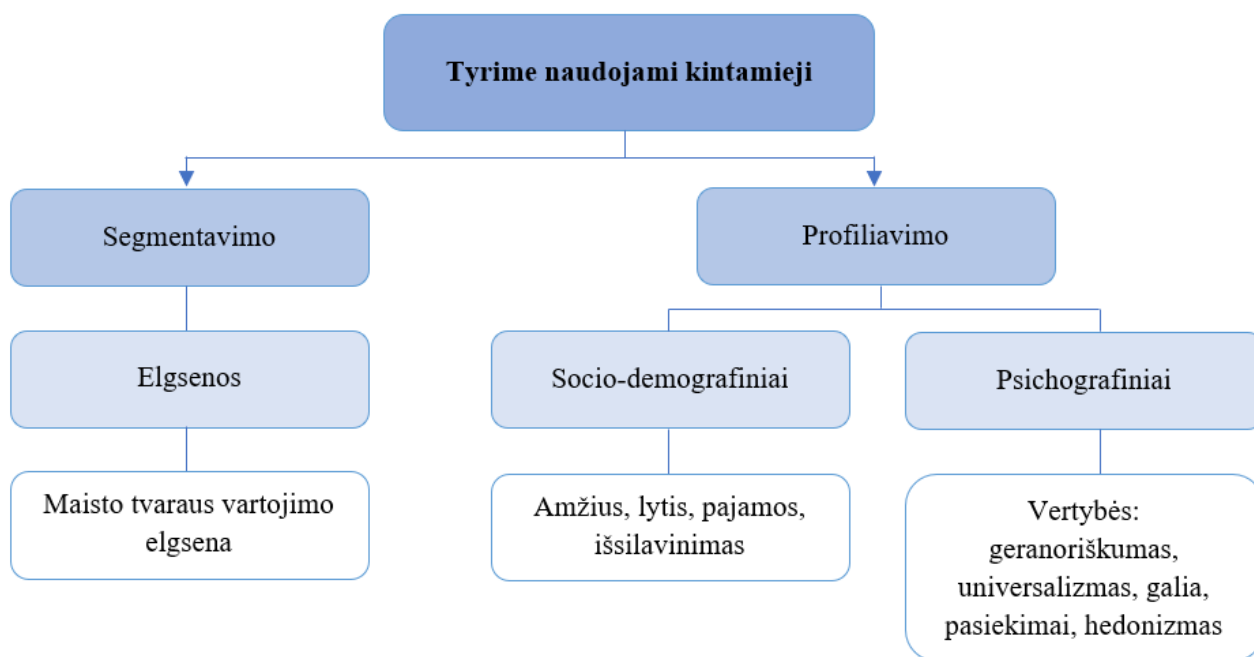 Tyrime naudojami kintamieji
Segmentavimo
Profiliavimo
Elgsenos
Socio-demografiniai
Psichografiniai
Maisto tvaraus vartojimo
elgsena
Amžius, lytis, pajamos,
išsilavinimas
Vertybės:
geranoriškumas,
universalizmas, galia,
pasiekimai, hedonizmas